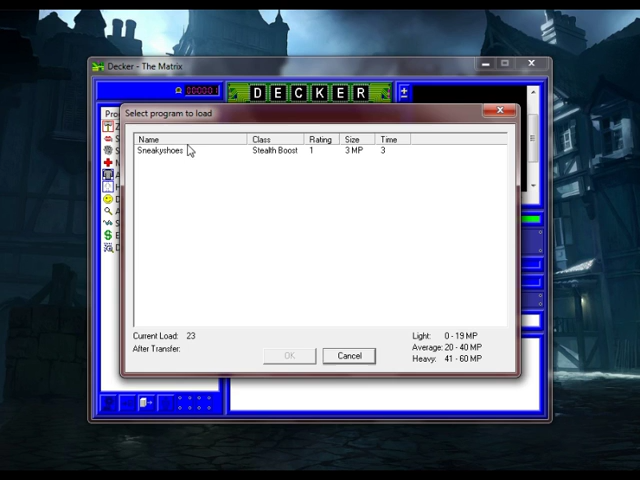 Decker - The Matrix
00000
DECKER
±
Pro
Select program to load
Name Class Rating Size Time
Sneakyshoes Stealth Boost 1 3 MP 3
Current Load: 23
After Transfer:
OK
Cancel
Light: 0 - 19 MP
Average: 20 - 40 MP
Heavy: 41 - 60 MP